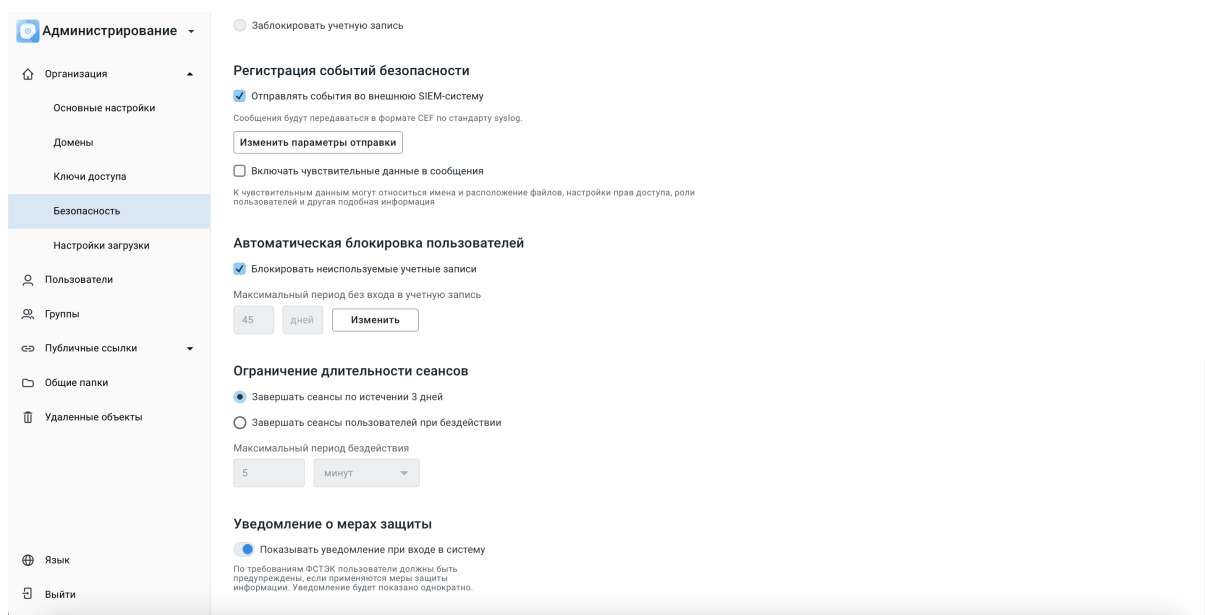 Администрирование
Организация
Основные настройки
Домены
Ключи доступа
Безопасность
Настройки загрузки
Пользователи
Группы
Публичные ссылки
Общие папки
Удаленные объекты
Язык
Выйти
Заблокировать учетную запись
Регистрация событий безопасности
Отправлять события во внешнюю SIEM-систему
Сообщения будут передаваться в формате CEF по стандарту syslog.
Изменить параметры отправки
Включать чувствительные данные в сообщения
К чувствительным данным могут относиться имена и расположение файлов, настройки прав доступа, роли
пользователей и другая подобная информация
Автоматическая блокировка пользователей
Блокировать неиспользуемые учетные записи
Максимальный период без входа в учетную запись
45 дней Изменить
Ограничение длительности сеансов
Завершать сеансы по истечении 3 дней
Завершать сеансы пользователей при бездействии
Максимальный период бездействия
5 минут
Уведомление о мерах защиты
Показывать уведомление при входе в систему
По требованиям ФСТЭК пользователи должны быть
предупреждены, если применяются меры защиты
информации. Уведомление будет показано однократно.